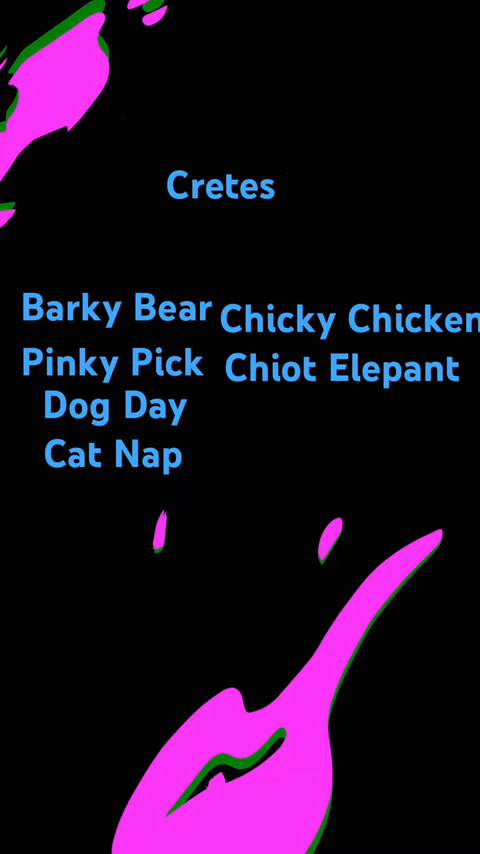 Cretes
Barky Bear
Pinky Pick
Dog Day
Cat Nap
Chicky Chicken
Chiot Elepant